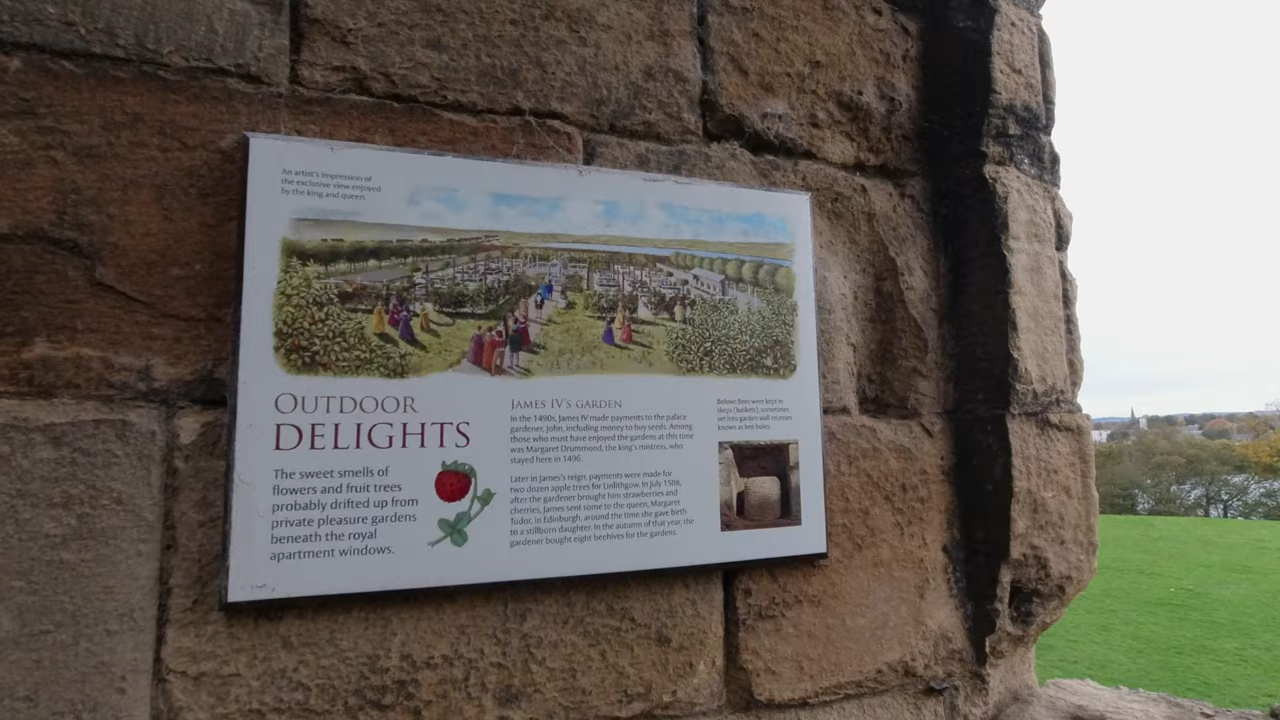 An artist's impression of
the exclusive view enjoyed
by the king and queen.
OUTDOOR
DELIGHTS
The sweet smells of
flowers and fruit trees
probably drifted up from
private pleasure gardens
beneath the royal
apartment windows.
JAMES IV'S GARDEN
In the 1490s, James IV made payments to the palace
gardener, John, including money to buy seeds. Among
those who must have enjoyed the gardens at this time
was Margaret Drummond, the king's mistress, who
stayed here in 1496.
Later in James's reign, payments were made for
two dozen apple trees for Linlithgow. In July 1508,
after the gardener brought him strawberries and
cherries, James sent some to the queen, Margaret
Tudor, in Edinburgh, around the time she gave birth
to a stillborn daughter. In the autumn of that year, the
gardener bought eight beehives for the gardens.
Below: Bees were kept in
skeps (baskets), sometimes
set into garden wall recesses
known as bee boles.